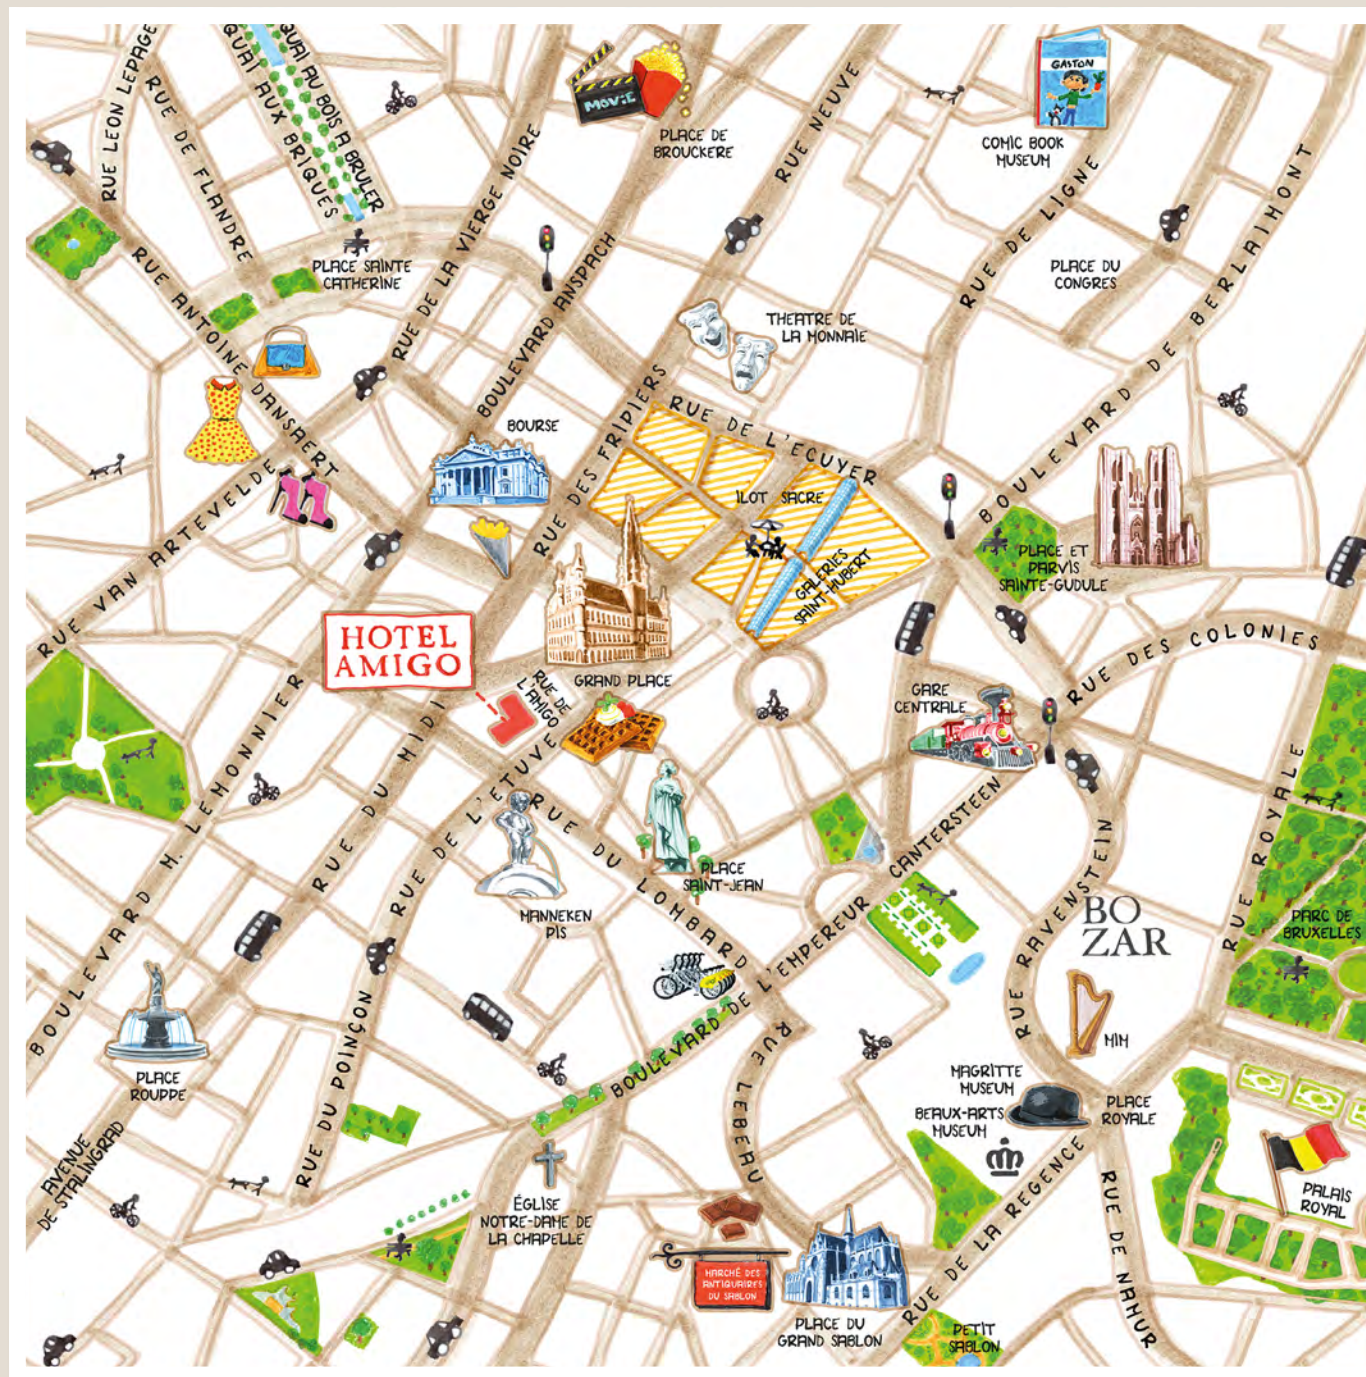 RUE LEON LEPAGE
RUE DE FLANDRE
QUAI AUX BRIQUES
QUAI AU BOIS A BRULER
MOVIE
PLACE DE
BROUCKERE
RUE NEUVE
GASTON
COMIC BOOK
MUSEUM
RUE DE LIGNE
PLACE DU
CONGRES
BOULEVARD DE BERLAIMONT
RUE ANTOINE DANSAERT
PLACE SAINTE
CATHERINE
RUE DE LA VIERGE NOIRE
BOULEVARD ANSPACH
THEATRE DE
LA MONNAIE
RUE DES FRIPIERS
RUE DE L'ECUYER
BOURSE
ILOT SACRE
GALERIES
SAINT-HUBERT
PLACE ET
PARVIS
SAINTE-GUDULE
RUE VAN ARTEVELDE
HOTEL
AMIGO
RUE DE
L'AMIGO
GRAND PLACE
GARE
CENTRALE
RUE DES COLONIES
BOULEVARD M. LEMONNIER
RUE DU MIDI
RUE DE L'ETUVE
RUE DU LOMBARD
MANNEKEN
PIS
PLACE
SAINT-JEAN
CANTERSTEEN
RUE RAVENSTEIN
BO
ZAR
RUE ROYALE
PARC DE
BRUXELLES
BOULEVARD DE L'EMPEREUR
RUE LEBEAU
MIM
MAGRITTE
MUSEUM
BEAUX-ARTS
MUSEUM
PLACE
ROYALE
PLACE
ROUPPE
RUE DU POINÇON
AVENUE
DE STALINGRAD
ÉGLISE
NOTRE-DAME DE
LA CHAPELLE
MARCHÉ DES
ANTIQUAIRES
DU SABLON
PLACE DU
GRAND SABLON
RUE DE LA REGENCE
PETIT
SABLON
RUE DE NAMUR
PALAIS
ROYAL